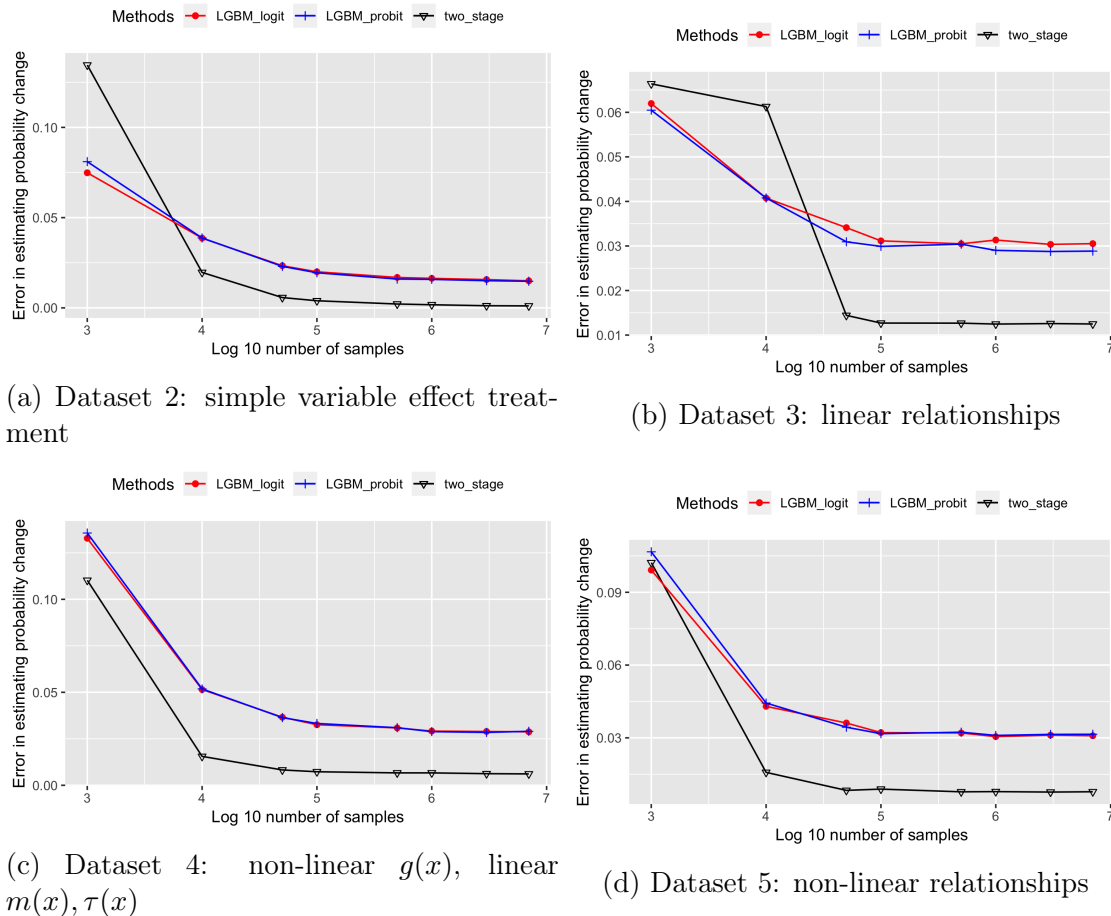 Methods LGBM_logit LGBM_probit two_stage
Error in estimating probability change
0.10
0.05
0.00
3 4 5 6 7
Log 10 number of samples
(a) Dataset 2: simple variable effect treat-
ment
Methods LGBM_logit LGBM_probit two_stage
Error in estimating probability change
0.06
0.05
0.04
0.03
0.02
0.01
3 4 5 6 7
Log 10 number of samples
(b) Dataset 3: linear relationships
Methods LGBM_logit LGBM_probit two_stage
Error in estimating probability change
0.10
0.05
0.00
3 4 5 6 7
Log 10 number of samples
(c) Dataset 4: non-linear g(x), linear
m(x), τ(x)
Methods LGBM_logit LGBM_probit two_stage
Error in estimating probability change
0.09
0.06
0.03
3 4 5 6 7
Log 10 number of samples
(d) Dataset 5: non-linear relationships